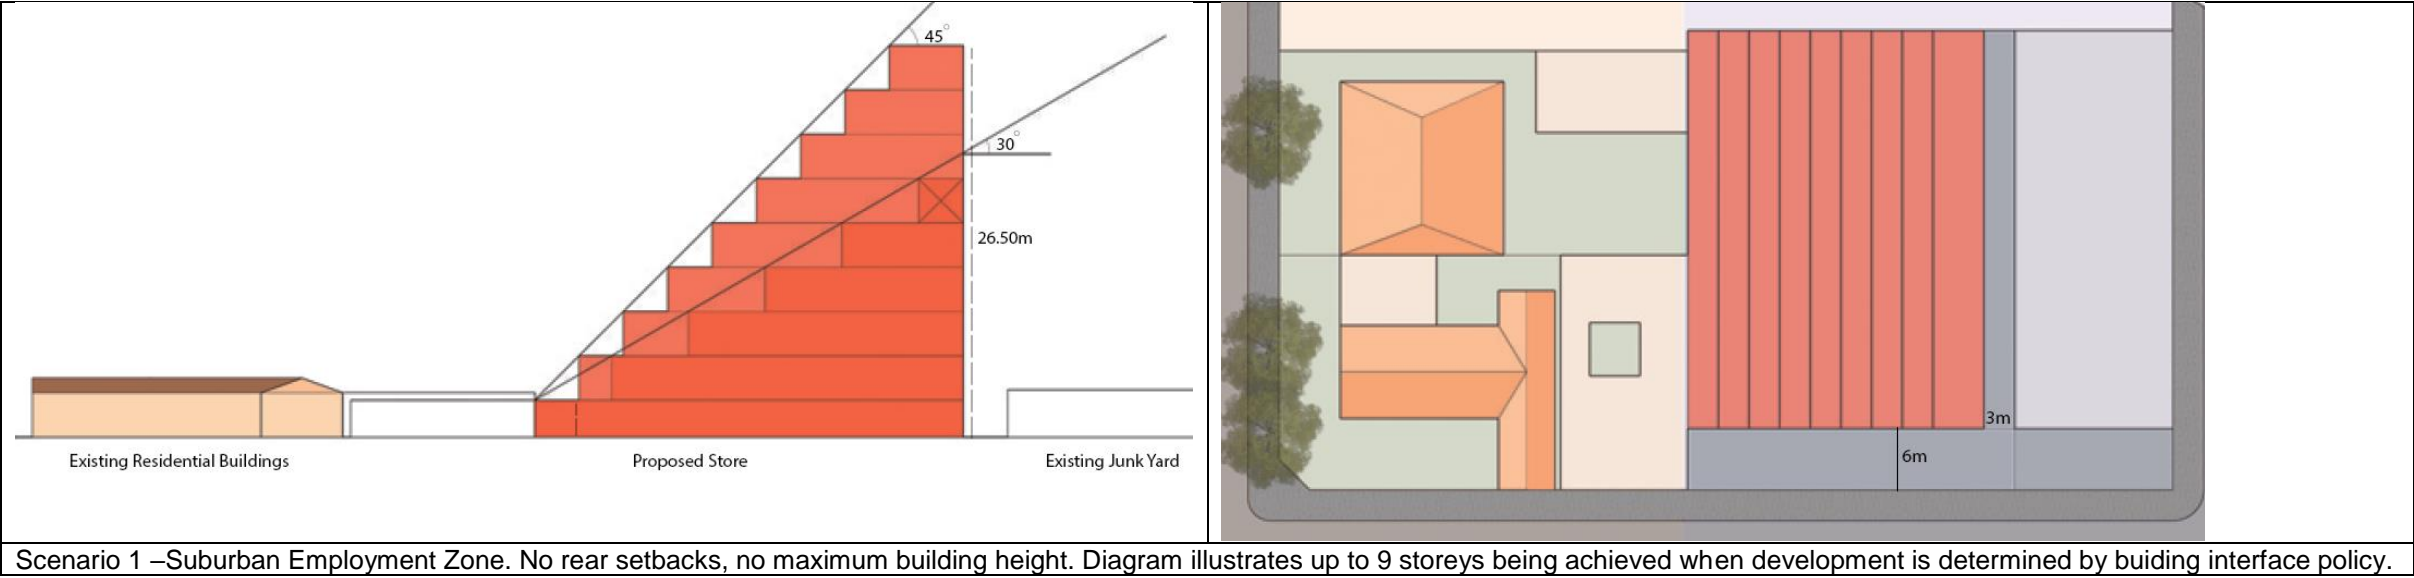 45°
30°
26.50m
Existing Residential Buildings
Proposed Store
Existing Junk Yard
3m
6m
Scenario 1 –Suburban Employment Zone. No rear setbacks, no maximum building height. Diagram illustrates up to 9 storeys being achieved when development is determined by buiding interface policy.